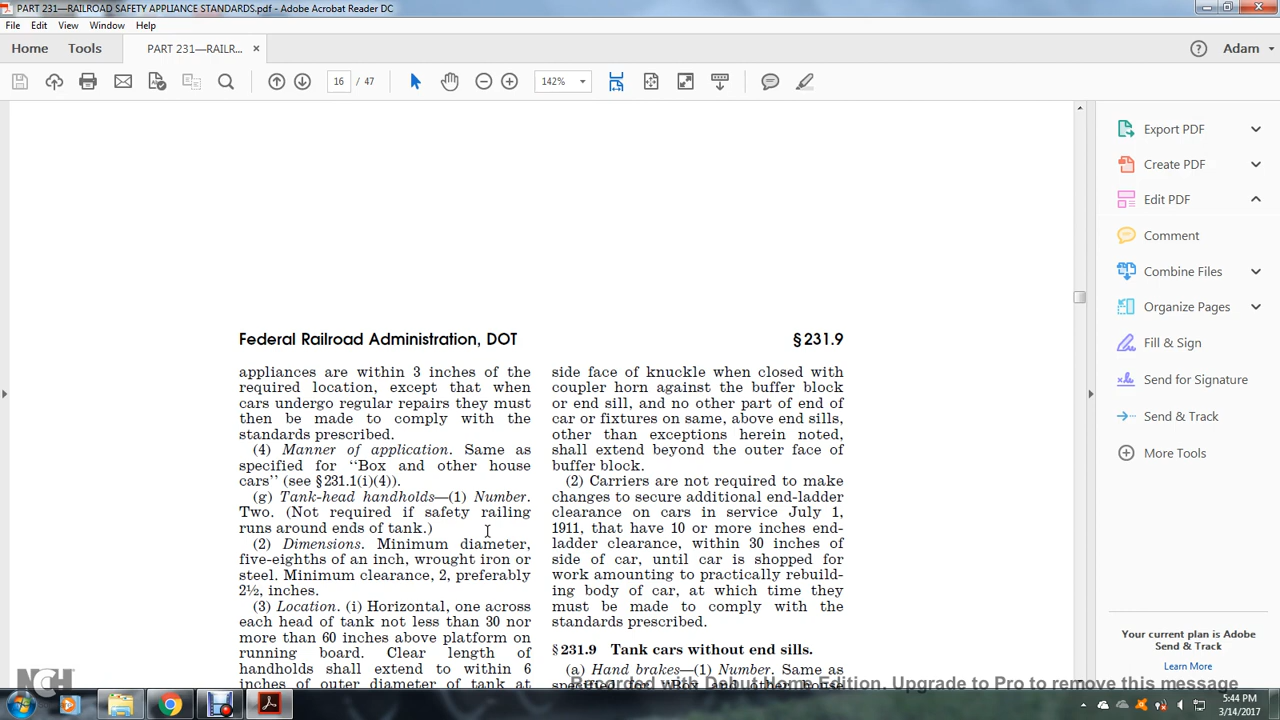 PART 231—RAILROAD SAFETY APPLIANCE STANDARDS.pdf - Adobe Acrobat Reader DC
File Edit View Window Help
Home Tools PART 231—RAILR... × Adam
16 / 47 142%
Federal Railroad Administration, DOT §231.9
appliances are within 3 inches of the
required location, except that when
cars undergo regular repairs they must
then be made to comply with the
standards prescribed.
(4) Manner of application. Same as
specified for "Box and other house
cars" (see §231.1(i)(4)).
(g) Tank-head handholds—(1) Number.
Two. (Not required if safety railing
runs around ends of tank.)
(2) Dimensions. Minimum diameter,
five-eighths of an inch, wrought iron or
steel. Minimum clearance, 2, preferably
2½, inches.
(3) Location. (i) Horizontal, one across
each head of tank not less than 30 nor
more than 60 inches above platform on
running board. Clear length of
handholds shall extend to within 6
inches of outer diameter of tank at
side face of knuckle when closed with
coupler horn against the buffer block
or end sill, and no other part of end of
car or fixtures on same, above end sills,
other than exceptions herein noted,
shall extend beyond the outer face of
buffer block.
(2) Carriers are not required to make
changes to secure additional end-ladder
clearance on cars in service July 1,
1911, that have 10 or more inches end-
ladder clearance, within 30 inches of
side of car, until car is shopped for
work amounting to practically rebuild-
ing body of car, at which time they
must be made to comply with the
standards prescribed.
§231.9 Tank cars without end sills.
(a) Hand brakes—(1) Number. Same as
Export PDF
Create PDF
Edit PDF
Comment
Combine Files
Organize Pages
Fill & Sign
Send for Signature
Send & Track
More Tools
Your current plan is Adobe
Send & Track
Learn More
NCH
Recorded with Debut Home Edition. Upgrade to Pro to remove this message
5:44 PM
3/14/2017